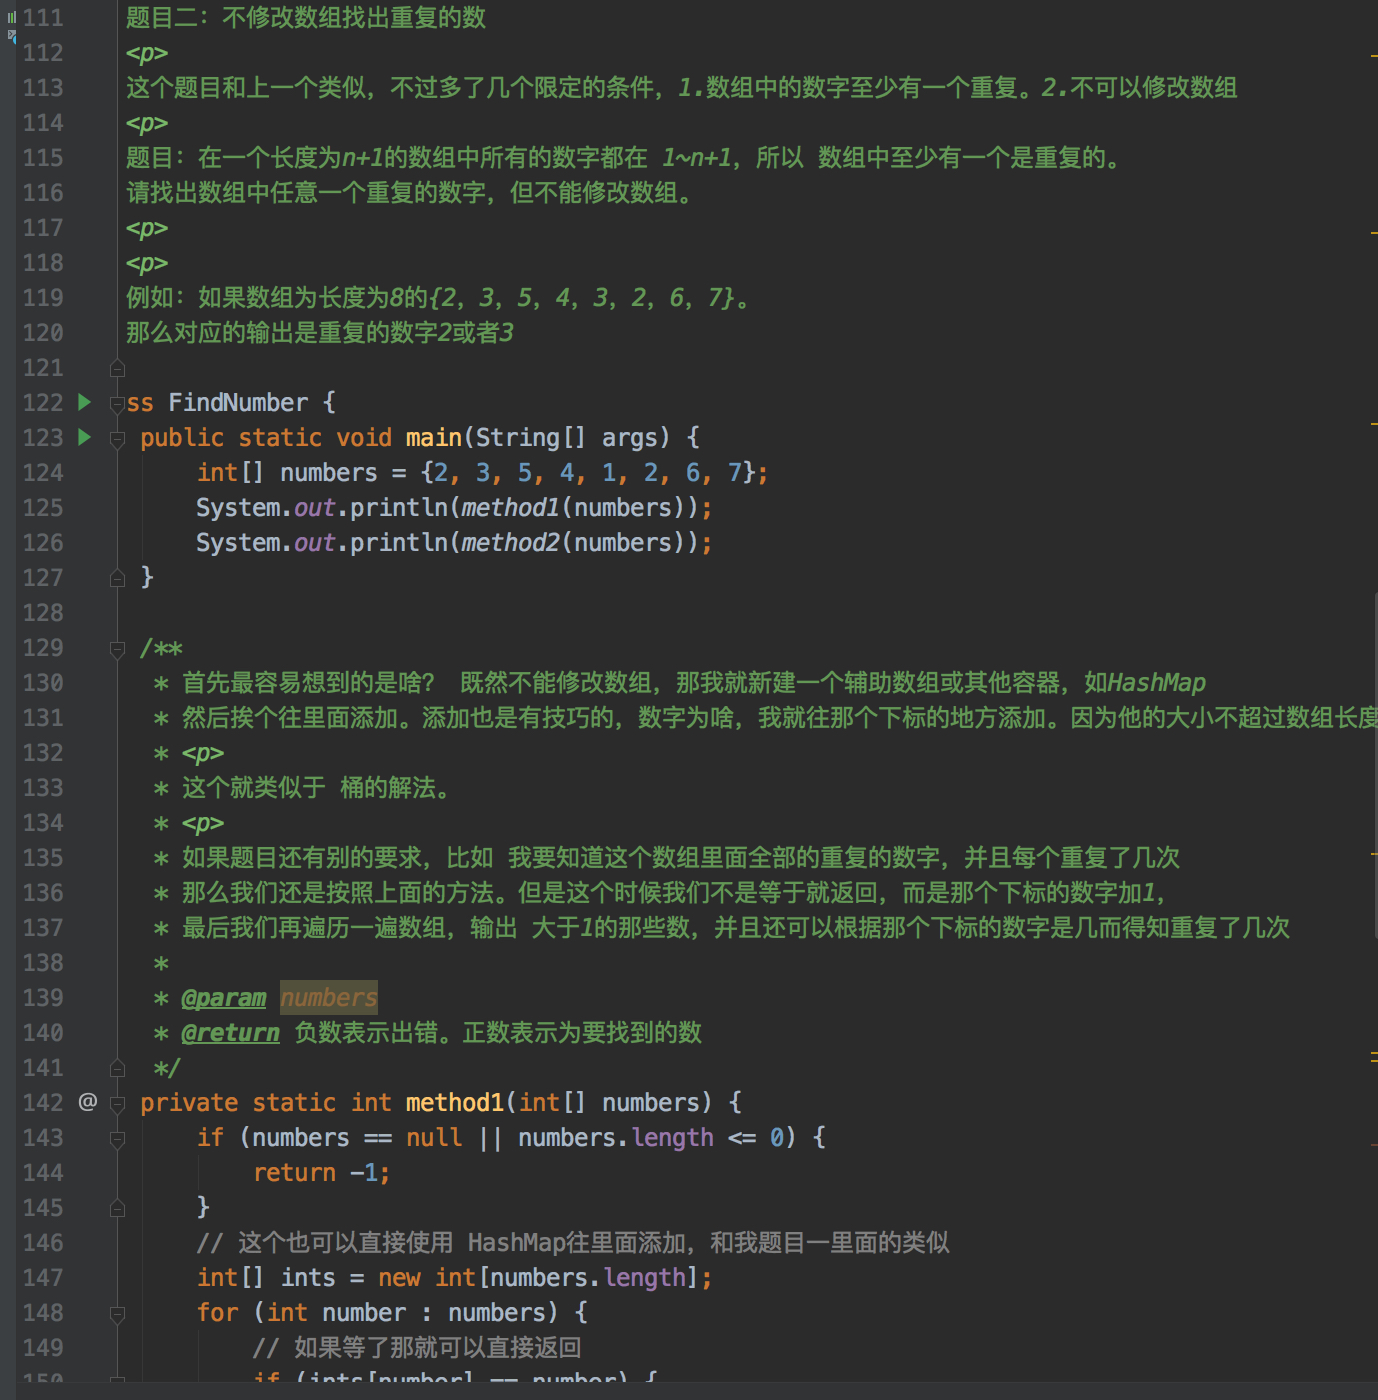 111 题目二：不修改数组找出重复的数
112 <p>
113 这个题目和上一个类似，不过多了几个限定的条件，1.数组中的数字至少有一个重复。2.不可以修改数组
114 <p>
115 题目：在一个长度为n+1的数组中所有的数字都在 1~n+1，所以 数组中至少有一个是重复的。
116 请找出数组中任意一个重复的数字，但不能修改数组。
117 <p>
118 <p>
119 例如：如果数组为长度为8的{2，3，5，4，3，2，6，7}。
120 那么对应的输出是重复的数字2或者3
121
122 ss FindNumber {
123 public static void main(String[] args) {
124 int[] numbers = {2, 3, 5, 4, 1, 2, 6, 7};
125 System.out.println(method1(numbers));
126 System.out.println(method2(numbers));
127 }
128
129 /**
130 * 首先最容易想到的是啥？ 既然不能修改数组，那我就新建一个辅助数组或其他容器，如HashMap
131 * 然后挨个往里面添加。添加也是有技巧的，数字为啥，我就往那个下标的地方添加。因为他的大小不超过数组长度
132 * <p>
133 * 这个就类似于 桶的解法。
134 * <p>
135 * 如果题目还有别的要求，比如 我要知道这个数组里面全部的重复的数字，并且每个重复了几次
136 * 那么我们还是按照上面的方法。但是这个时候我们不是等于就返回，而是那个下标的数字加1，
137 * 最后我们再遍历一遍数组，输出 大于1的那些数，并且还可以根据那个下标的数字是几而得知重复了几次
138 *
139 * @param numbers
140 * @return 负数表示出错。正数表示为要找到的数
141 */
142 @ private static int method1(int[] numbers) {
143 if (numbers == null || numbers.length <= 0) {
144 return -1;
145 }
146 // 这个也可以直接使用 HashMap往里面添加，和我题目一里面的类似
147 int[] ints = new int[numbers.length];
148 for (int number : numbers) {
149 // 如果等了那就可以直接返回
150 if (ints[number] == number) {